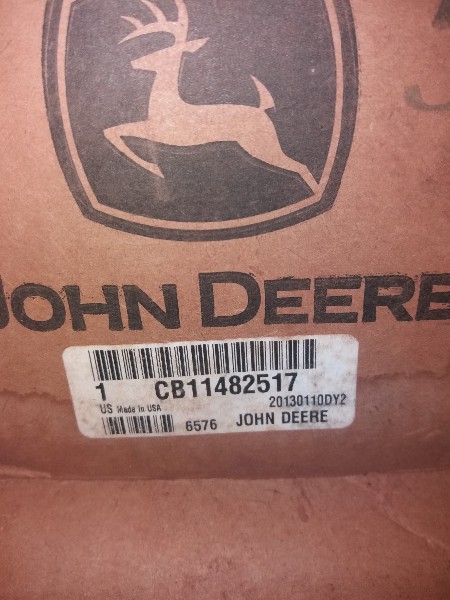 JOHN DEERE
1 CB11482517
US Made in USA 20130110DY2
6576 JOHN DEERE